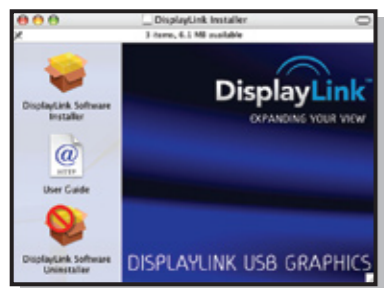 DisplayLink Installer
3 items, 6.1 MB available
DisplayLink Software
Installer
HTTP
User Guide
DisplayLink Software
Uninstaller
DisplayLink
EXPANDING YOUR VIEW
DISPLAYLINK USB GRAPHICS